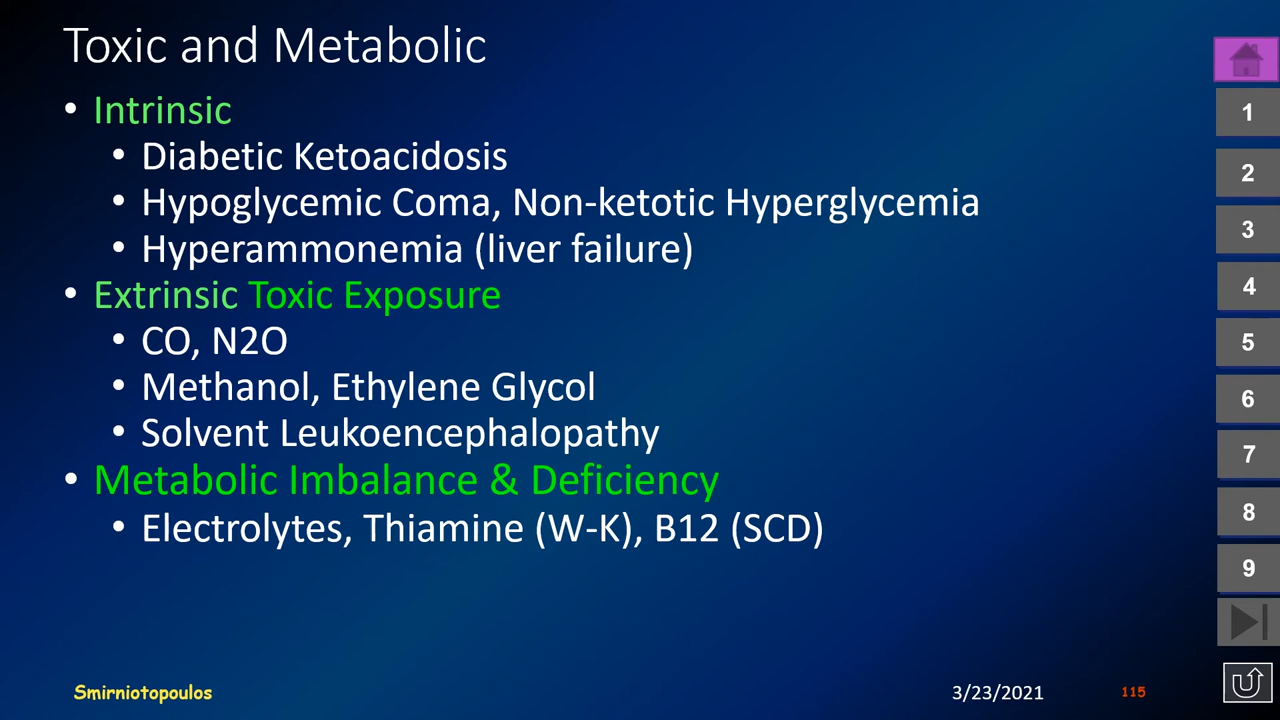 Toxic and Metabolic
• Intrinsic
• Diabetic Ketoacidosis
• Hypoglycemic Coma, Non-ketotic Hyperglycemia
• Hyperammonemia (liver failure)
• Extrinsic Toxic Exposure
• CO, N2O
• Methanol, Ethylene Glycol
• Solvent Leukoencephalopathy
• Metabolic Imbalance & Deficiency
• Electrolytes, Thiamine (W-K), B12 (SCD)
1
2
3
4
5
6
7
8
9
Smirniotopoulos
3/23/2021
115